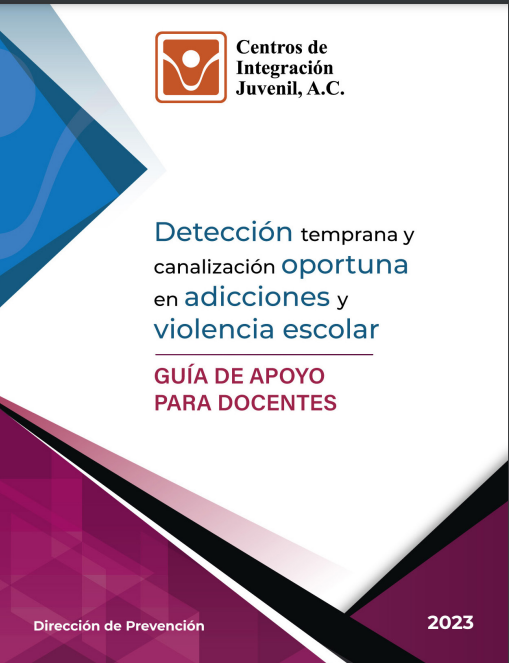 Centros de
Integración
Juvenil, A.C.
Detección temprana y
canalización oportuna
en adicciones y
violencia escolar
GUÍA DE APOYO
PARA DOCENTES
Dirección de Prevención
2023